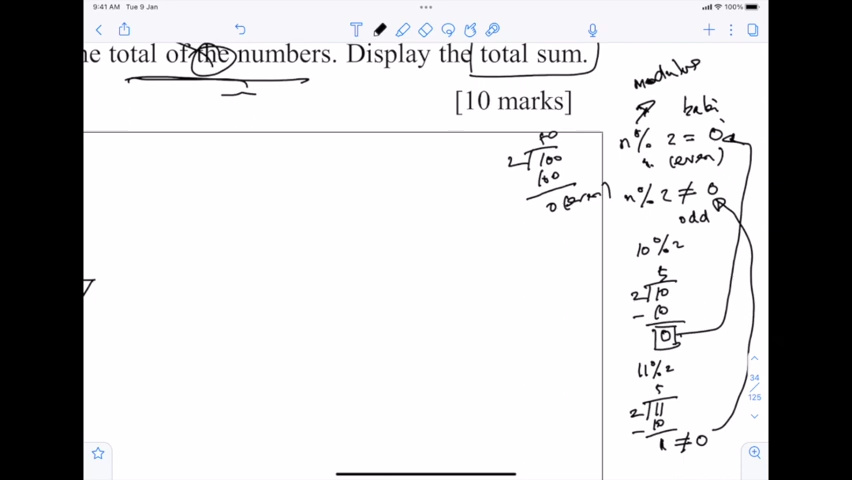 9:41 AM Tue 9 Jan
100%
he total of the numbers. Display the total sum.
[10 marks]
modulus
baki
n % 2 = 0
(even)
n % 2 ≠ 0
odd
50
2 100
100
0 (even)
10 % 2
5
2 10
- 10
0
11 % 2
5
2 11
- 10
1 ≠ 0
34
125